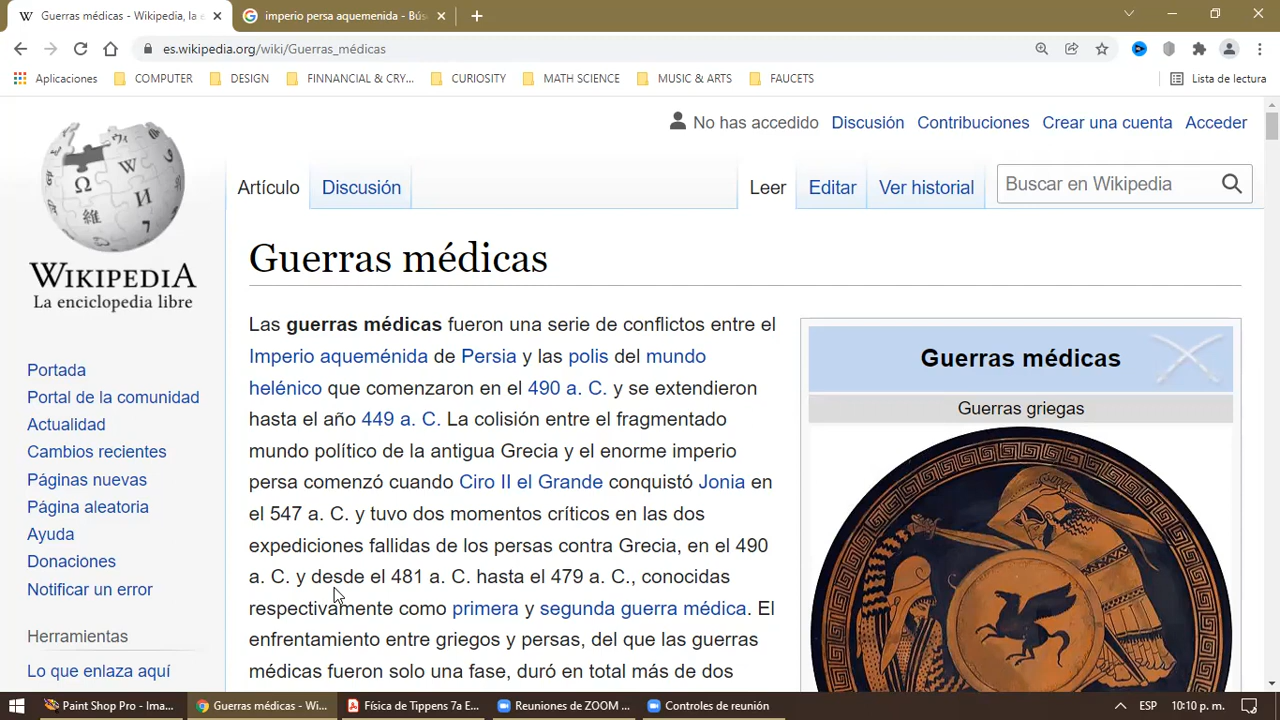 Guerras médicas - Wikipedia, la e
imperio persa aquemenida - Bús
es.wikipedia.org/wiki/Guerras_médicas
Aplicaciones
COMPUTER
DESIGN
FINNANCIAL & CRY...
CURIOSITY
MATH SCIENCE
MUSIC & ARTS
FAUCETS
Lista de lectura
No has accedido Discusión Contribuciones Crear una cuenta Acceder
Artículo Discusión Leer Editar Ver historial Buscar en Wikipedia
WIKIPEDIA
La enciclopedia libre
Portada
Portal de la comunidad
Actualidad
Cambios recientes
Páginas nuevas
Página aleatoria
Ayuda
Donaciones
Notificar un error
Herramientas
Lo que enlaza aquí
Guerras médicas
Las guerras médicas fueron una serie de conflictos entre el
Imperio aqueménida de Persia y las polis del mundo
helénico que comenzaron en el 490 a. C. y se extendieron
hasta el año 449 a. C. La colisión entre el fragmentado
mundo político de la antigua Grecia y el enorme imperio
persa comenzó cuando Ciro II el Grande conquistó Jonia en
el 547 a. C. y tuvo dos momentos críticos en las dos
expediciones fallidas de los persas contra Grecia, en el 490
a. C. y desde el 481 a. C. hasta el 479 a. C., conocidas
respectivamente como primera y segunda guerra médica. El
enfrentamiento entre griegos y persas, del que las guerras
médicas fueron solo una fase, duró en total más de dos
Guerras médicas
Guerras griegas
Paint Shop Pro - Ima...
Guerras médicas - Wi...
Física de Tippens 7a E...
Reuniones de ZOOM ...
Controles de reunión
ESP
10:10 p. m.